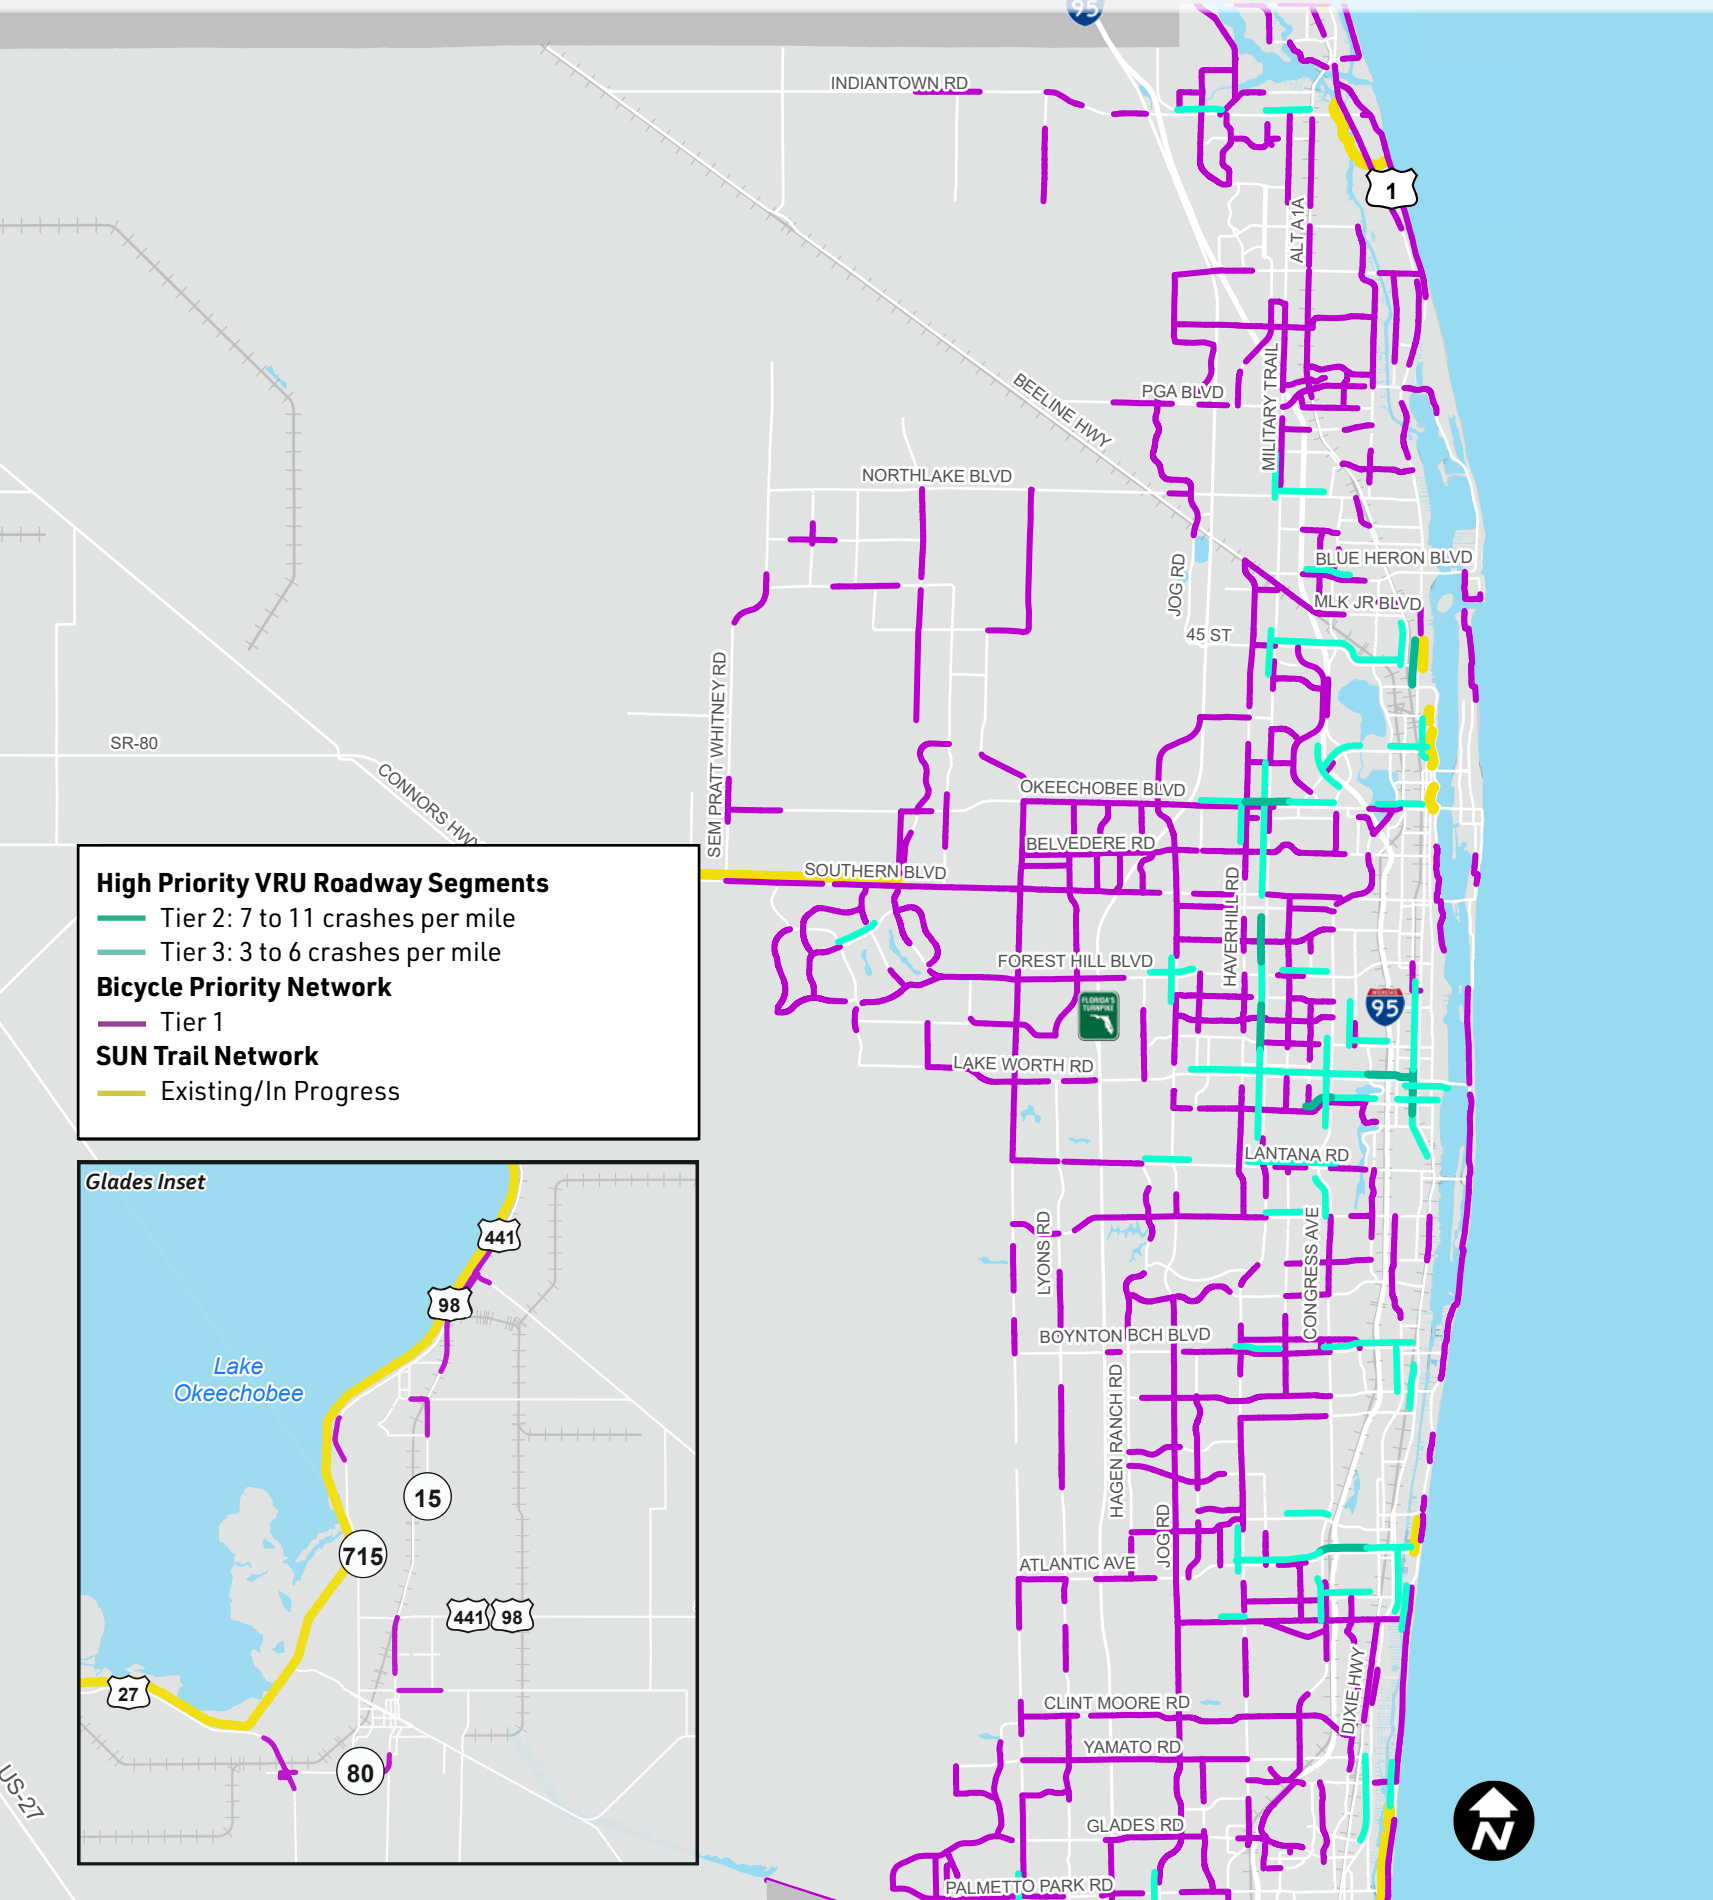 95
INDIANTOWN RD
1
ALT A1A
BEELINE HWY
PGA BLVD
MILITARY TRAIL
NORTHLAKE BLVD
BLUE HERON BLVD
JOG RD
MLK JR BLVD
45 ST
SEM PRATT WHITNEY RD
SR-80
CONNORS HWY
OKEECHOBEE BLVD
BELVEDERE RD
SOUTHERN BLVD
HAVERHILL RD
FOREST HILL BLVD
FLORIDA'S
TURNPIKE
INTERSTATE
95
LAKE WORTH RD
LANTANA RD
LYONS RD
CONGRESS AVE
BOYNTON BCH BLVD
HAGEN RANCH RD
JOG RD
ATLANTIC AVE
DIXIE HWY
CLINT MOORE RD
YAMATO RD
GLADES RD
PALMETTO PARK RD
US-27
N
High Priority VRU Roadway Segments
Tier 2: 7 to 11 crashes per mile
Tier 3: 3 to 6 crashes per mile
Bicycle Priority Network
Tier 1
SUN Trail Network
Existing/In Progress
Glades Inset
441
98
Lake
Okeechobee
15
715
441 98
27
80